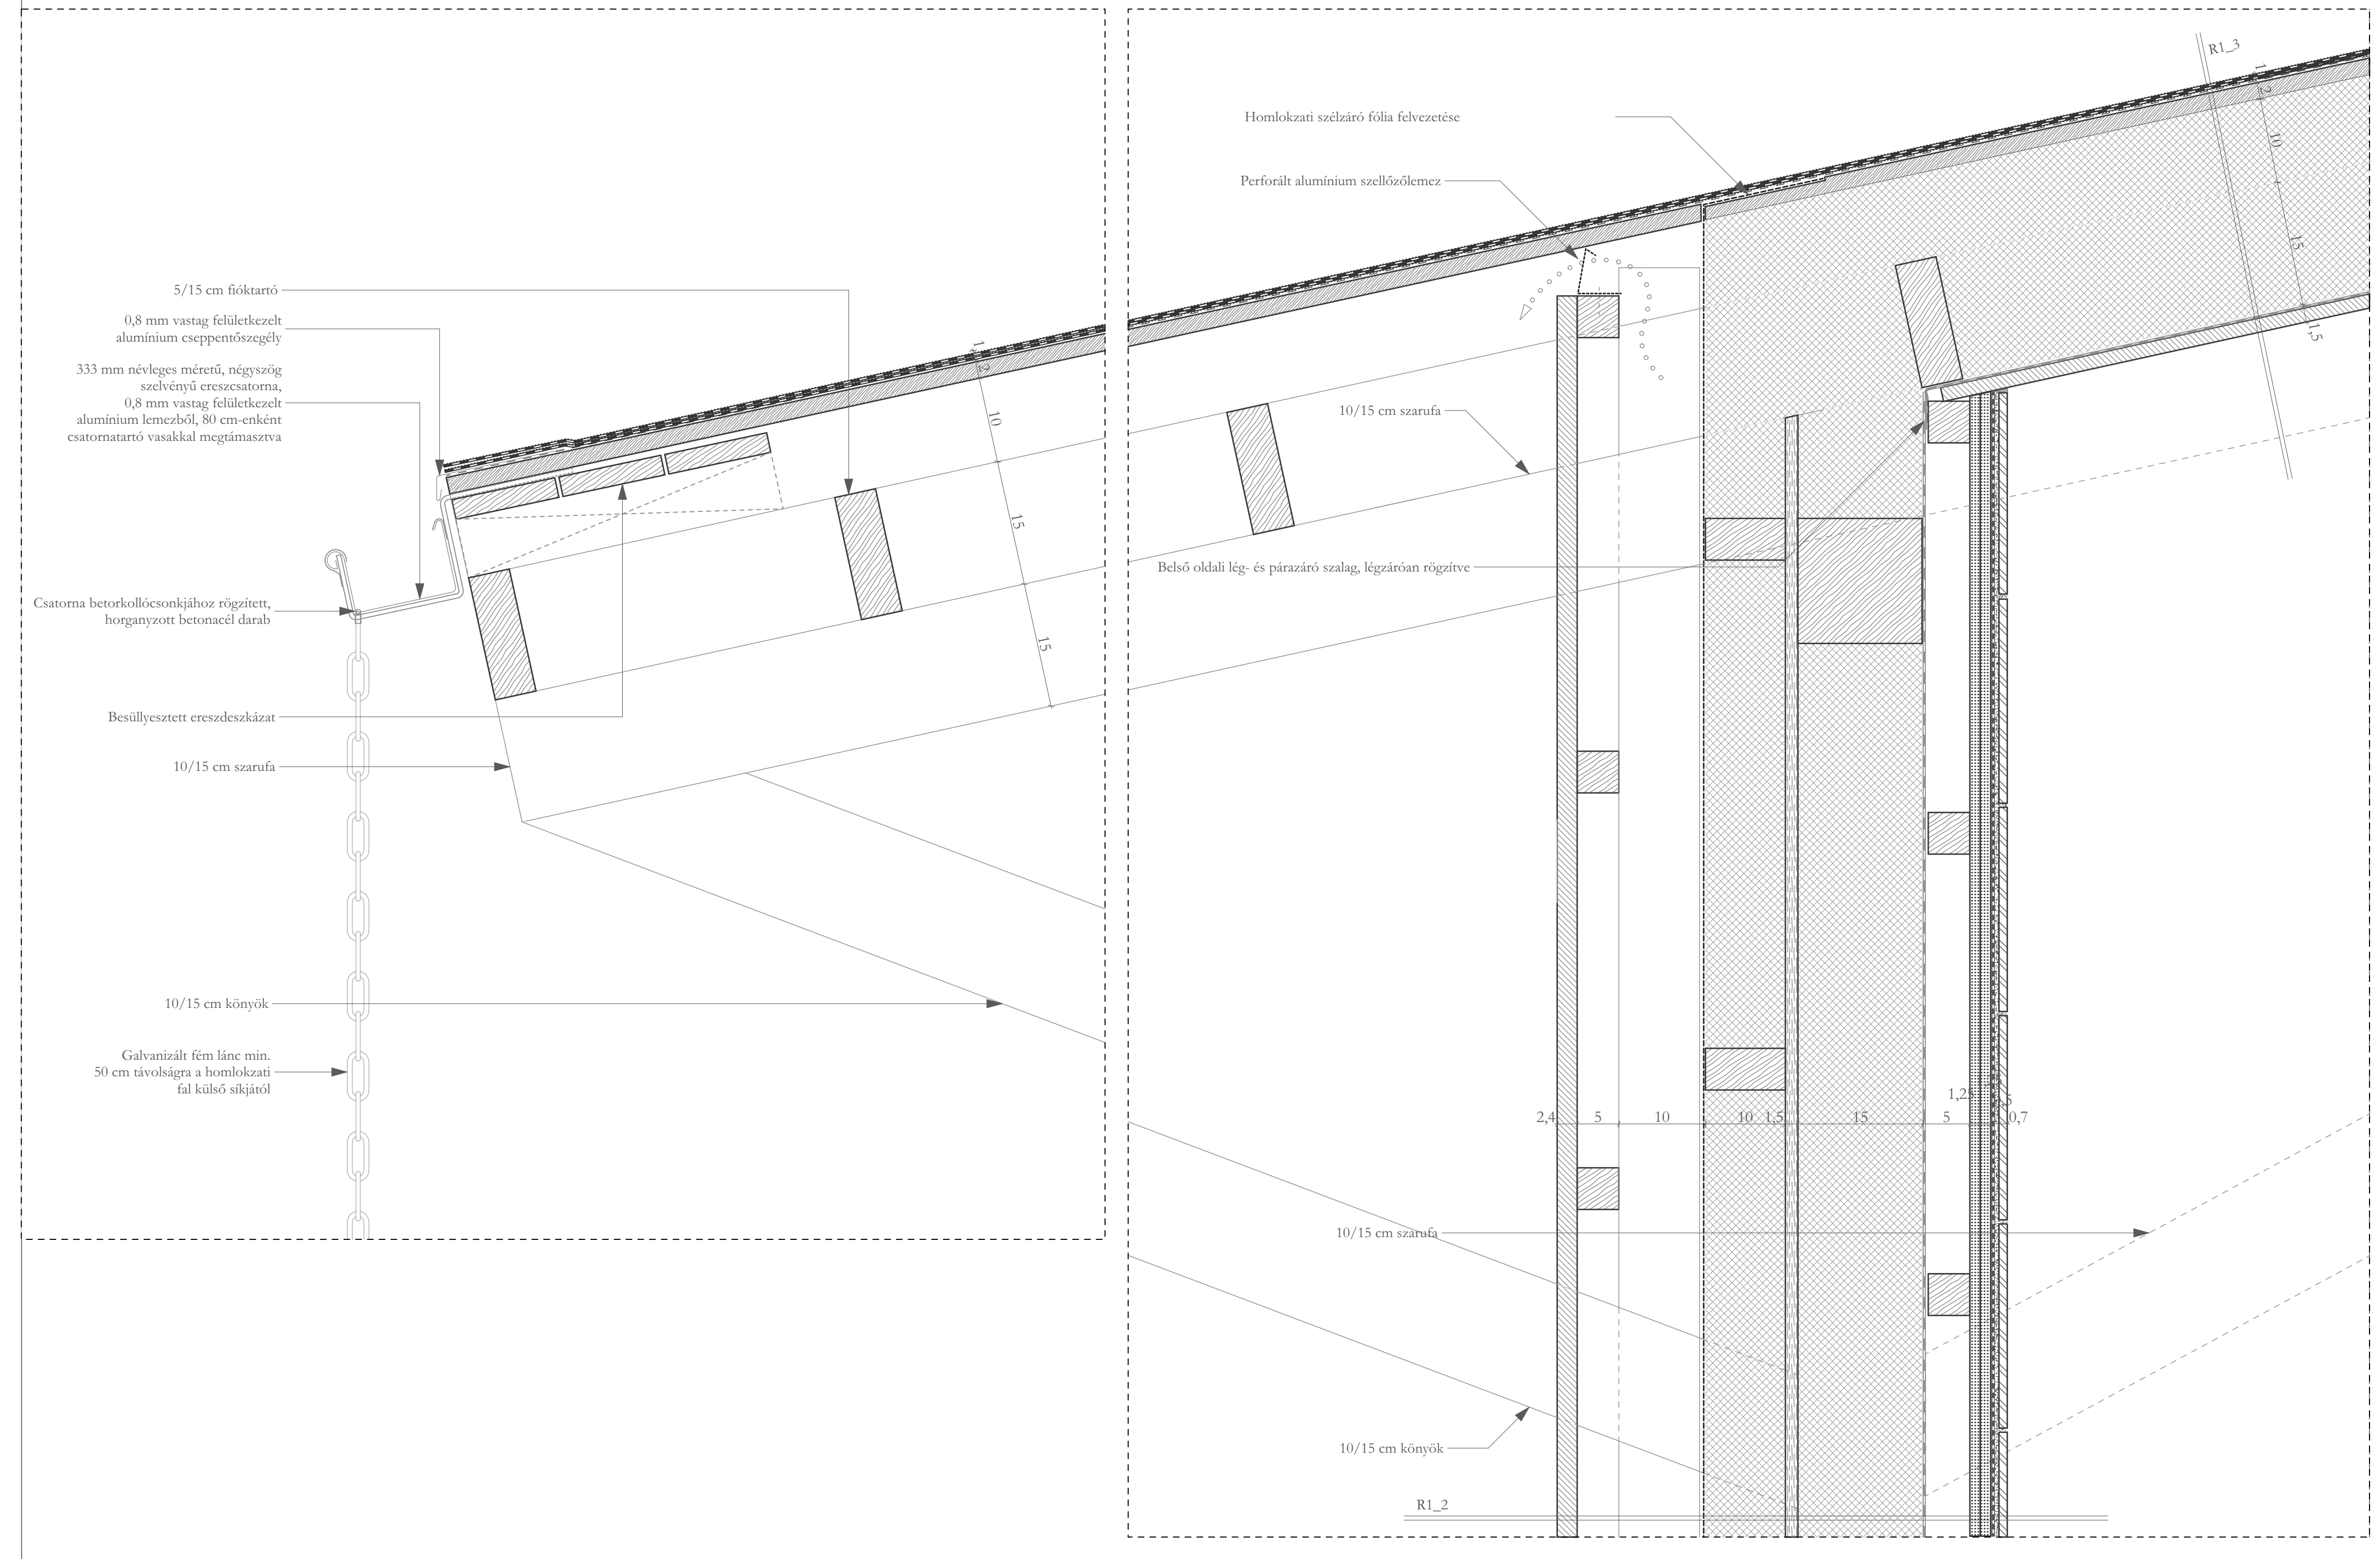 5/15 cm fióktartó
0,8 mm vastag felületkezelt
alumínium cseppentőszegély
333 mm névleges méretű, négyszög
szelvényű ereszcsatorna,
0,8 mm vastag felületkezelt
alumínium lemezből, 80 cm-enként
csatornatartó vasakkal megtámasztva
Csatorna betorkollócsonkjához rögzített,
horganyzott betonacél darab
Besüllyesztett ereszdeszkázat
10/15 cm szarufa
10/15 cm könyök
Galvanizált fém lánc min.
50 cm távolságra a homlokzati
fal külső síkjától
1
2
10
15
15
Homlokzati szélzáró fólia felvezetése
Perforált alumínium szellőzőlemez
10/15 cm szarufa
Belső oldali lég- és párazáró szalag, légzáróan rögzítve
R1_3
1
2
10
15
1,5
1,25
2,4 5 10 10 1,5 15 5 0,7
10/15 cm szarufa
10/15 cm könyök
R1_2